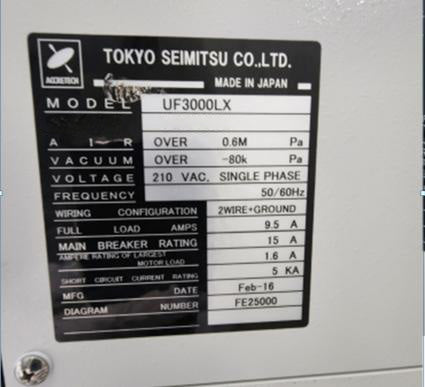 TOKYO SEIMITSU CO.,LTD.
ACCRETECH
MADE IN JAPAN
MODEL UF3000LX
AIR OVER 0.6M Pa
VACUUM OVER -80k Pa
VOLTAGE 210 VAC, SINGLE PHASE
FREQUENCY 50/60Hz
WIRING CONFIGURATION 2WIRE+GROUND
FULL LOAD AMPS 9.5 A
MAIN BREAKER RATING 15 A
AMPERE RATING OF LARGEST
MOTOR LOAD 1.6 A
SHORT CIRCUIT CURRENT RATING 5 KA
MFG DATE Feb-16
DIAGRAM NUMBER FE25000